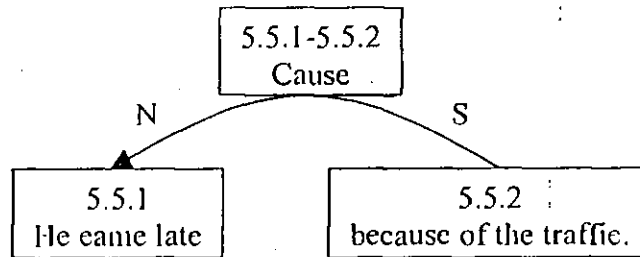 5.5.1-5.5.2
Cause
N
S
5.5.1
5.5.2
He came late
because of the traffic.